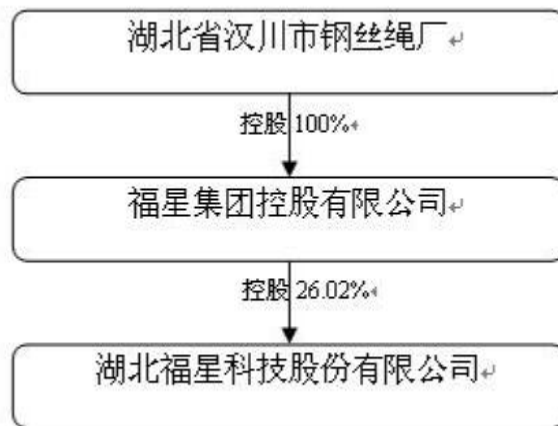 湖北省汉川市钢丝绳厂
控股 100%
福星集团控股有限公司
控股 26.02%
湖北福星科技股份有限公司